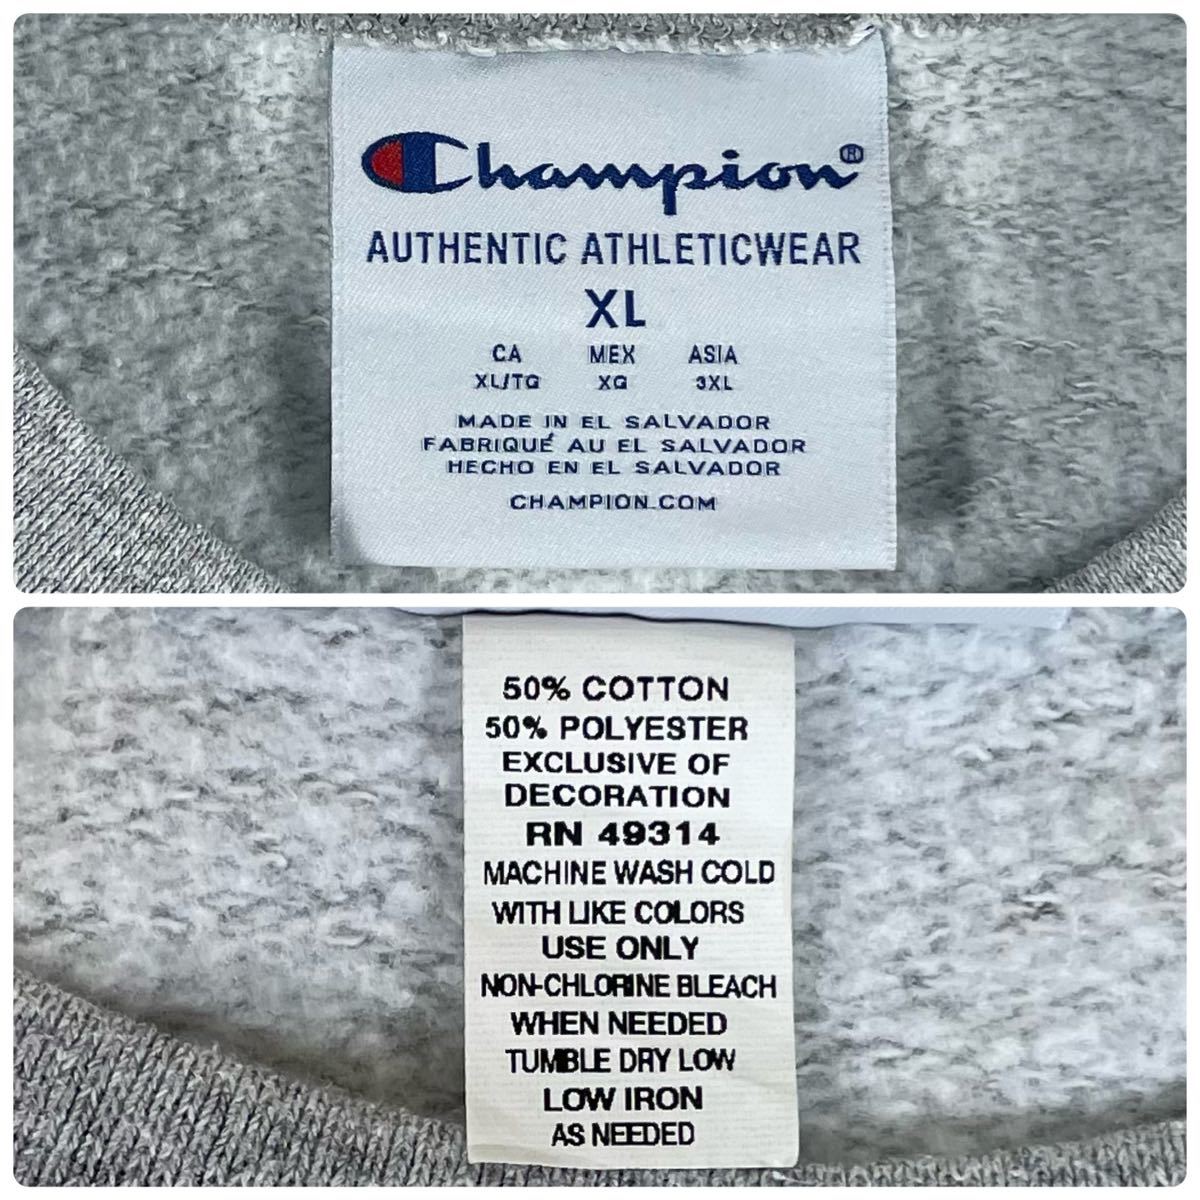 Champion®
AUTHENTIC ATHLETICWEAR
XL
CA MEX ASIA
XL/TG XG 3XL
MADE IN EL SALVADOR
FABRIQUÉ AU EL SALVADOR
HECHO EN EL SALVADOR
CHAMPION.COM
50% COTTON
50% POLYESTER
EXCLUSIVE OF
DECORATION
RN 49314
MACHINE WASH COLD
WITH LIKE COLORS
USE ONLY
NON-CHLORINE BLEACH
WHEN NEEDED
TUMBLE DRY LOW
LOW IRON
AS NEEDED